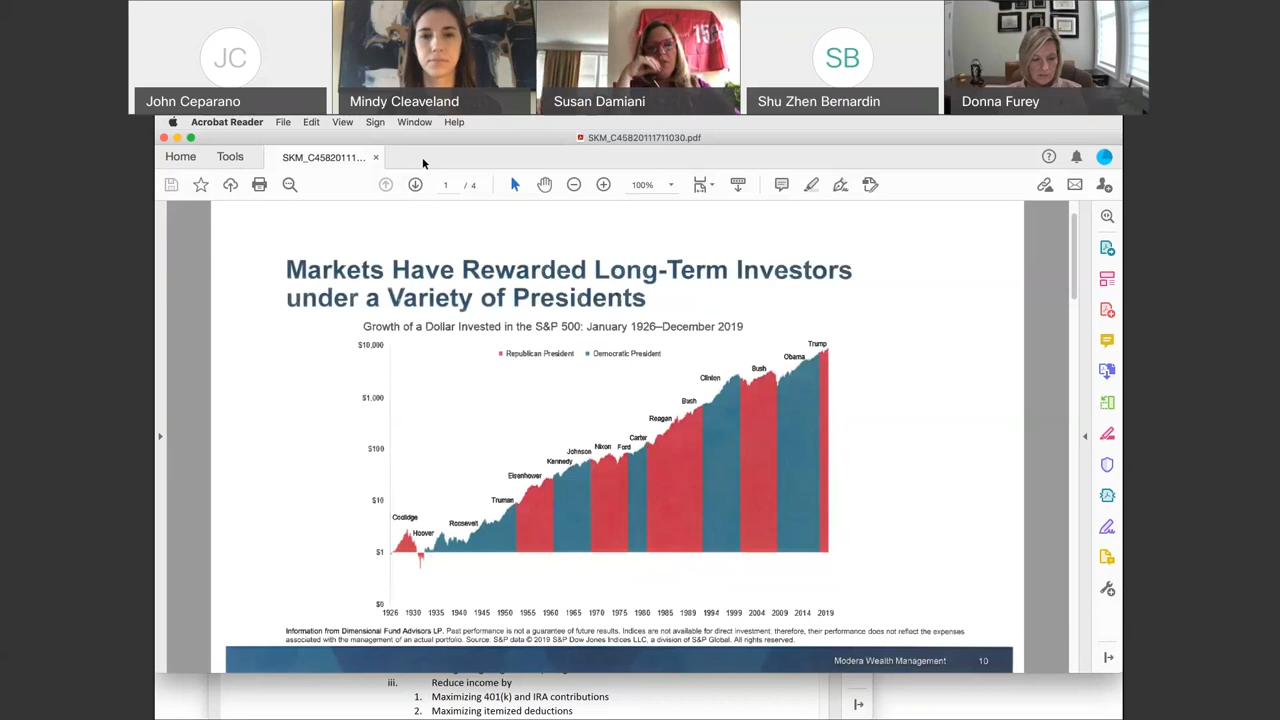 JC
SB
John Ceparano
Mindy Cleaveland
Susan Damiani
Shu Zhen Bernardin
Donna Furey
Acrobat Reader File Edit View Sign Window Help
SKM_C45820111711030.pdf
Home Tools SKM_C45820111... ×
1 / 4 100%
Markets Have Rewarded Long-Term Investors
under a Variety of Presidents
Growth of a Dollar Invested in the S&P 500: January 1926–December 2019
Republican President Democratic President
$10,000
$1,000
$100
$10
$1
$0
Coolidge
Hoover
Roosevelt
Truman
Eisenhower
Kennedy
Johnson
Nixon
Ford
Carter
Reagan
Bush
Clinton
Bush
Obama
Trump
1926 1930 1935 1940 1945 1950 1955 1960 1965 1970 1975 1980 1985 1989 1994 1999 2004 2009 2014 2019
Information from Dimensional Fund Advisors LP. Past performance is not a guarantee of future results. Indices are not available for direct investment, therefore, their performance does not reflect the expenses
associated with the management of an actual portfolio. Source: S&P data © 2019 S&P Dow Jones Indices LLC, a division of S&P Global. All rights reserved.
Modera Wealth Management 10
iii. Reduce income by
1. Maximizing 401(k) and IRA contributions
2. Maximizing itemized deductions